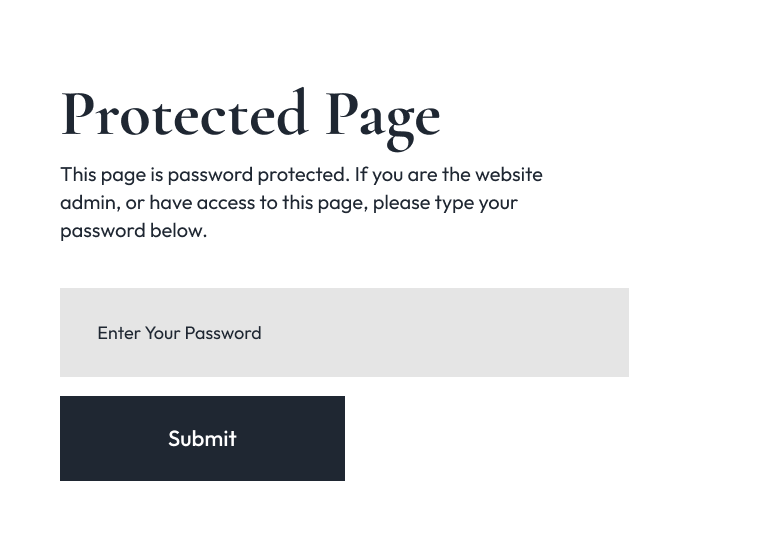 Protected Page
This page is password protected. If you are the website
admin, or have access to this page, please type your
password below.
Enter Your Password
Submit